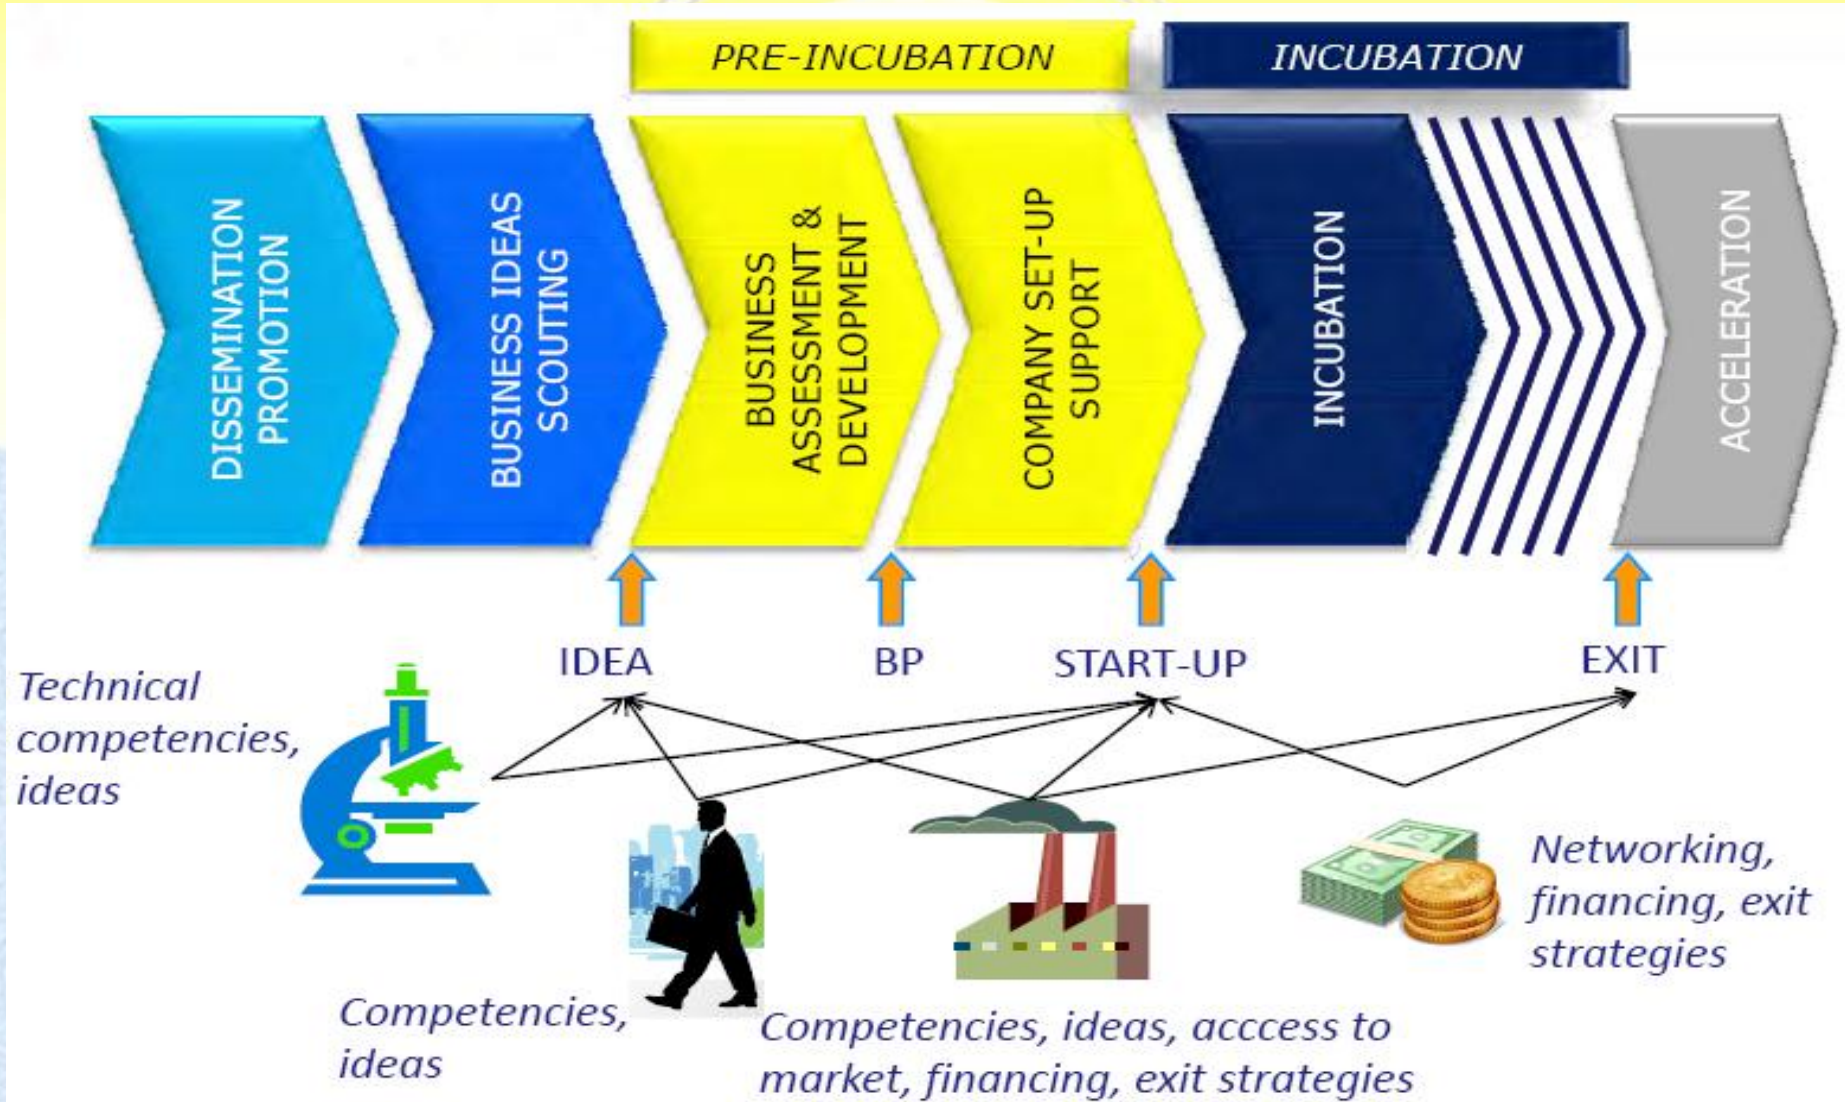 PRE-INCUBATION
INCUBATION
DISSEMINATION
PROMOTION
BUSINESS IDEAS
SCOUTING
BUSINESS
ASSESSMENT &
DEVELOPMENT
COMPANY SET-UP
SUPPORT
INCUBATION
ACCELERATION
IDEA
BP
START-UP
EXIT
Technical
competencies,
ideas
Competencies,
ideas
Competencies, ideas, acccess to
market, financing, exit strategies
Networking,
financing, exit
strategies